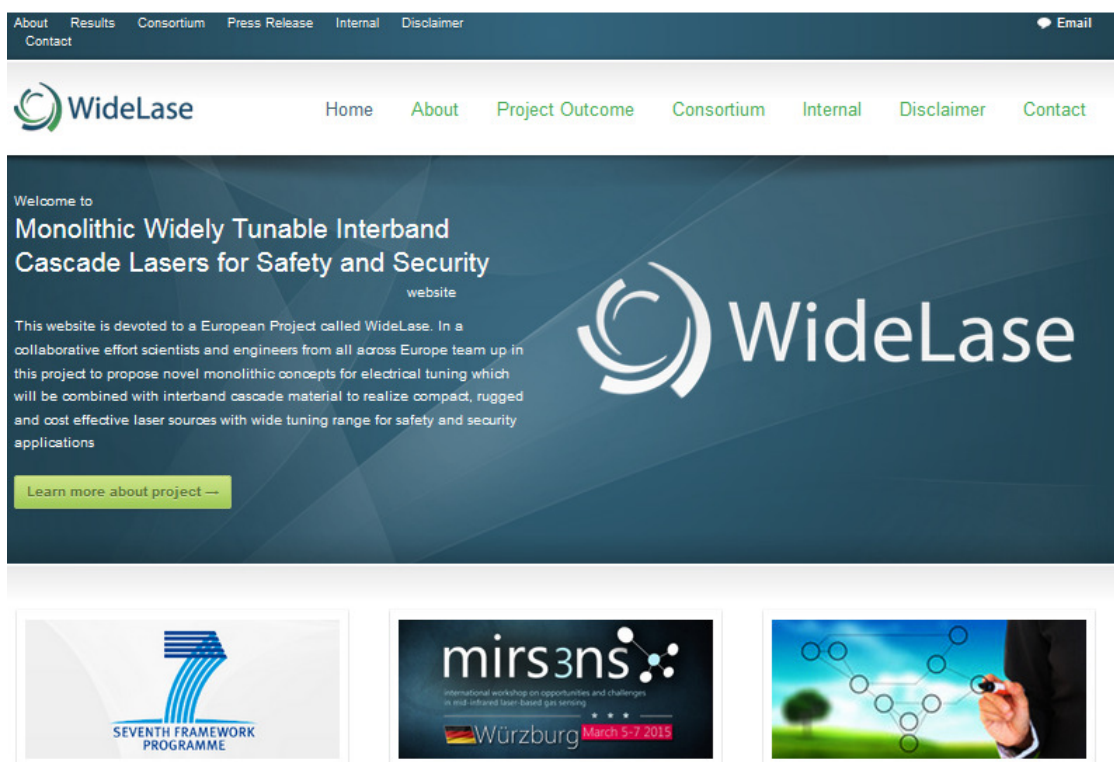 About Results Consortium Press Release Internal Disclaimer
Email
Contact
WideLase
Home About Project Outcome Consortium Internal Disclaimer Contact
Welcome to
Monolithic Widely Tunable Interband
Cascade Lasers for Safety and Security
website
This website is devoted to a European Project called WideLase. In a
collaborative effort scientists and engineers from all across Europe team up in
this project to propose novel monolithic concepts for electrical tuning which
will be combined with interband cascade material to realize compact, rugged
and cost effective laser sources with wide tuning range for safety and security
applications
Learn more about project →
WideLase
7
SEVENTH FRAMEWORK
PROGRAMME
mirs3ns
international workshop on opportunities and challenges
in mid-infrared laser-based gas sensing
Würzburg March 5-7 2015